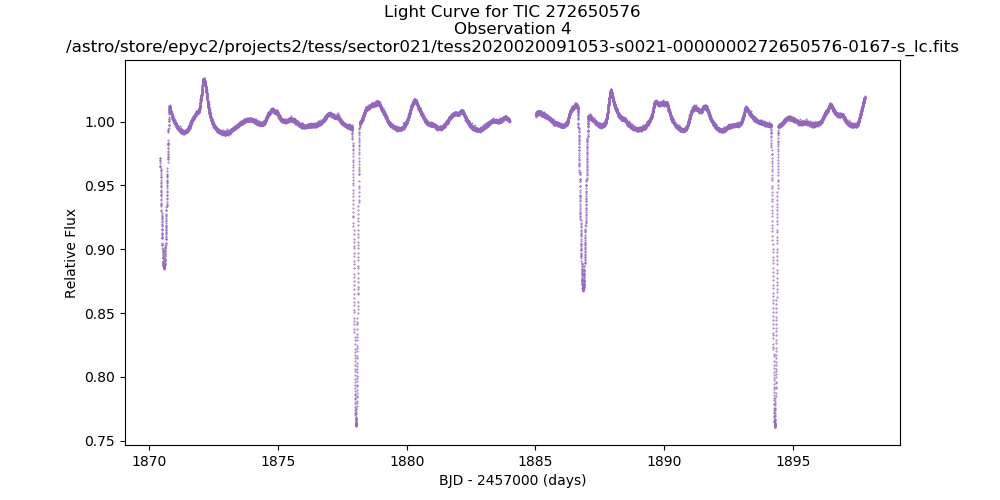 Light Curve for TIC 272650576
Observation 4
/astro/store/epyc2/projects2/tess/sector021/tess2020020091053-s0021-0000000272650576-0167-s_lc.fits
1.00
0.95
0.90
0.85
0.80
0.75
Relative Flux
1870 1875 1880 1885 1890 1895
BJD - 2457000 (days)